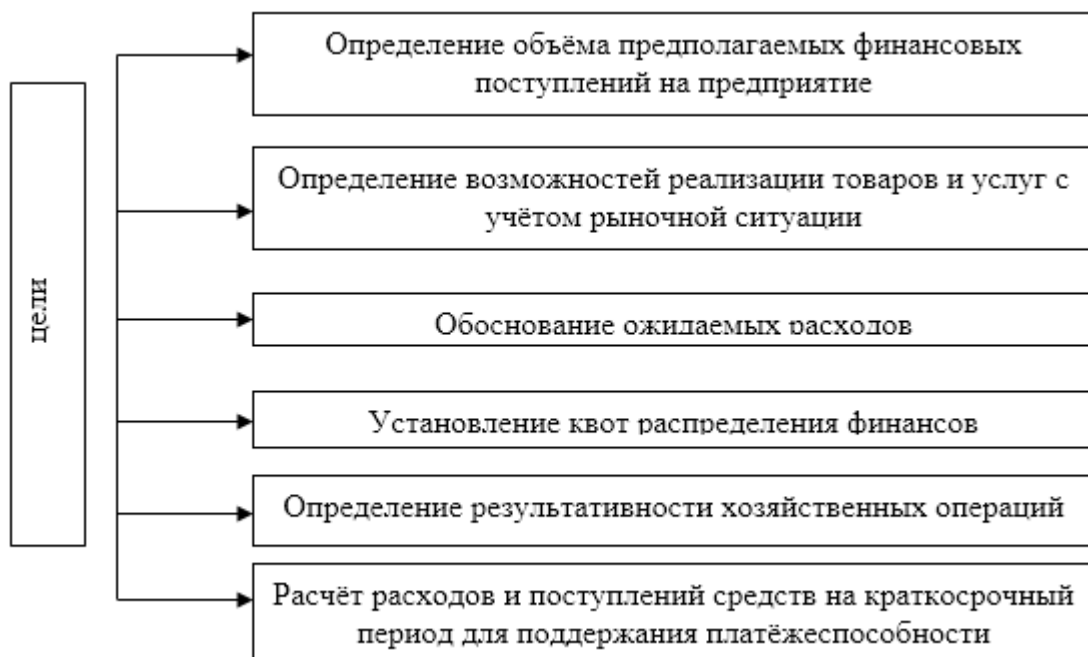 цели
Определение объёма предполагаемых финансовых
поступлений на предприятие
Определение возможностей реализации товаров и услуг с
учётом рыночной ситуации
Обоснование ожидаемых расходов
Установление квот распределения финансов
Определение результативности хозяйственных операций
Расчёт расходов и поступлений средств на краткосрочный
период для поддержания платёжеспособности